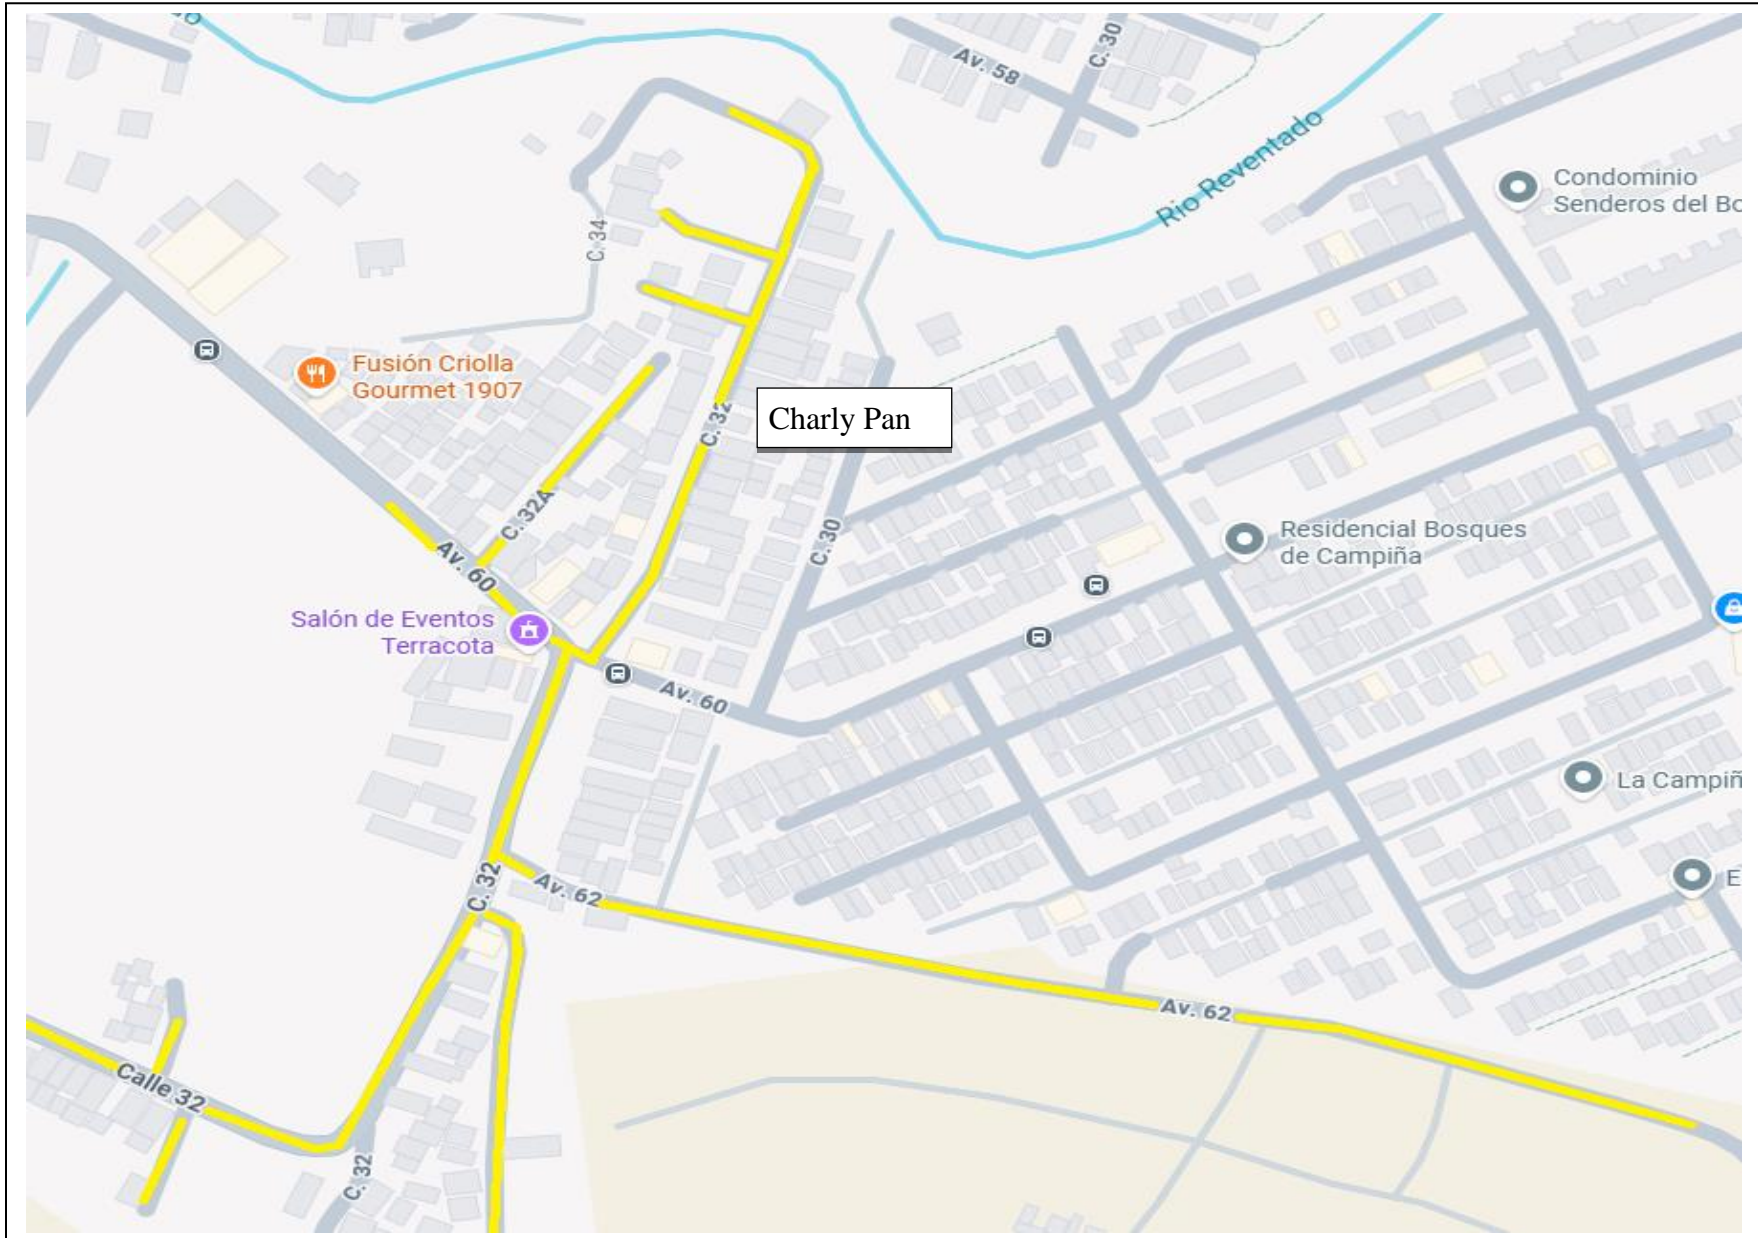 Av. 58
C. 30
Rio Reventado
Condominio
Senderos del Bo
C. 34
Fusión Criolla
Gourmet 1907
Charly Pan
C. 32
C. 32A
C. 30
Residencial Bosques
de Campiña
Av. 60
Salón de Eventos
Terracota
Av. 60
La Campiñ
C. 32
Av. 62
E
Av. 62
Calle 32
C. 32